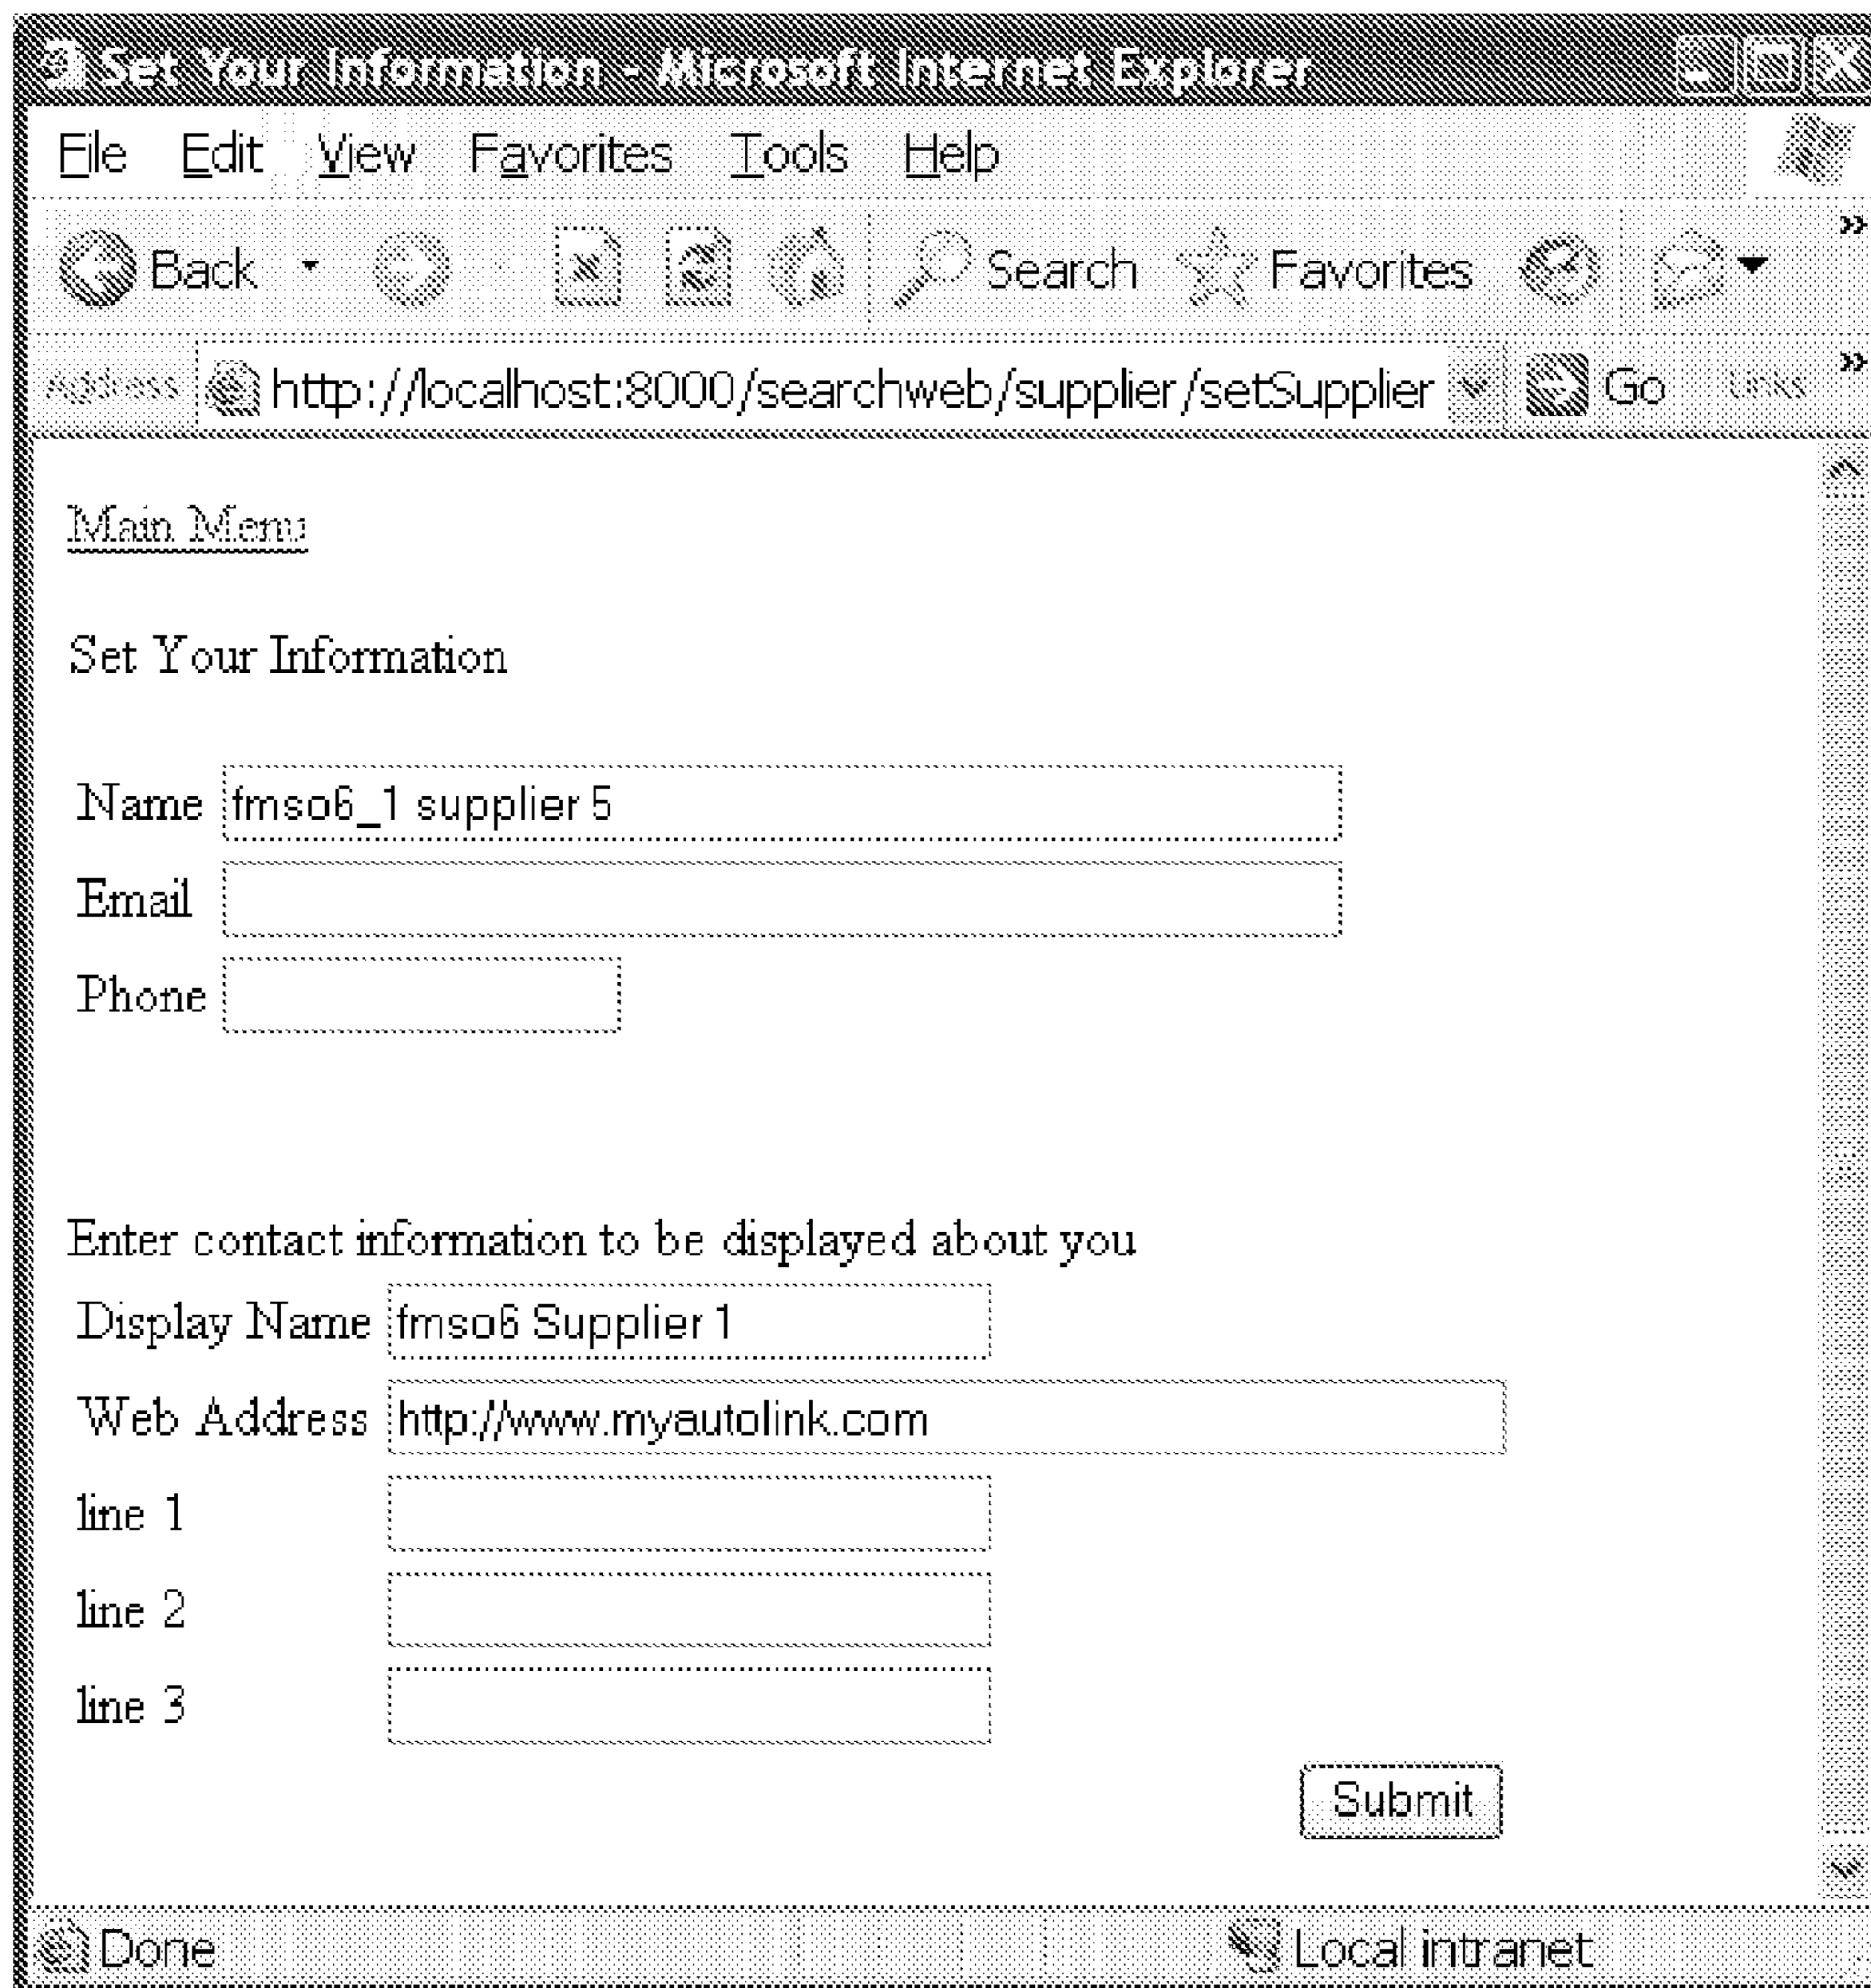 Set Your Information - Microsoft Internet Explorer
File Edit View Favorites Tools Help
Back Search Favorites »
Address http://localhost:8000/searchweb/supplier/setSupplier Go Links »
Main Menu
Set Your Information
Name fmso6_1 supplier 5
Email
Phone
Enter contact information to be displayed about you
Display Name fmso6 Supplier 1
Web Address http://www.myautolink.com
line 1
line 2
line 3
Submit
Done Local intranet